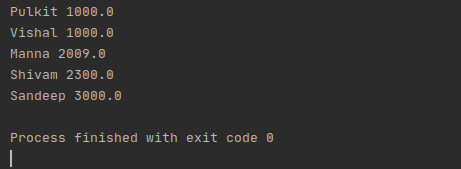 Pulkit 1000.0
Vishal 1000.0
Manna 2009.0
Shivam 2300.0
Sandeep 3000.0
Process finished with exit code 0